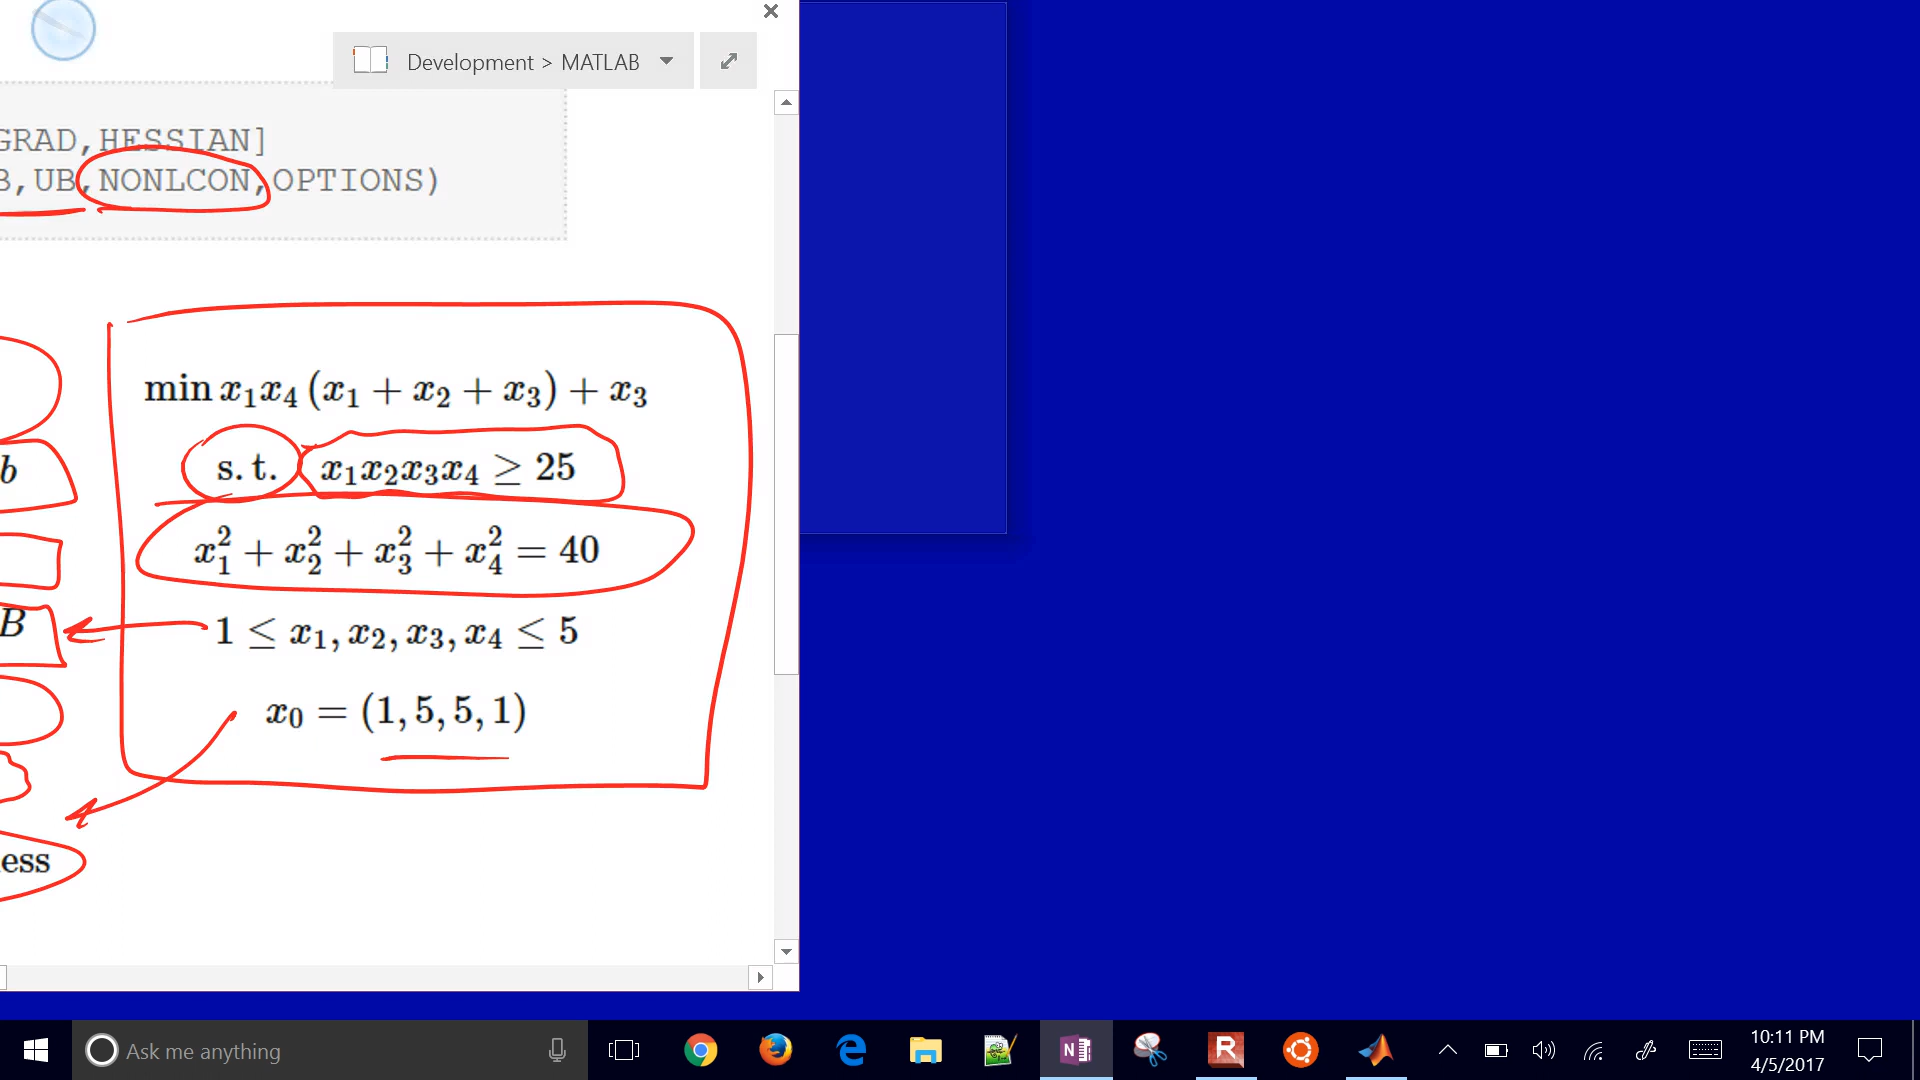 Development > MATLAB
GRAD,HESSIAN]
B,UB,NONLCON,OPTIONS)
min x₁x₄ (x₁ + x₂ + x₃) + x₃
s. t. x₁x₂x₃x₄ ≥ 25
b
x₁² + x₂² + x₃² + x₄² = 40
B
1 ≤ x₁, x₂, x₃, x₄ ≤ 5
x₀ = (1, 5, 5, 1)
ess
Ask me anything
10:11 PM
4/5/2017